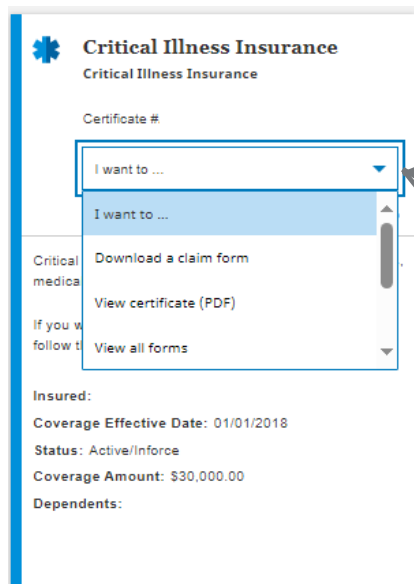 Critical Illness Insurance
Critical Illness Insurance
Certificate #:
I want to ...
I want to ...
Download a claim form
View certificate (PDF)
View all forms
Critical
medica
If you w
follow t
Insured:
Coverage Effective Date: 01/01/2018
Status: Active/Inforce
Coverage Amount: $30,000.00
Dependents: